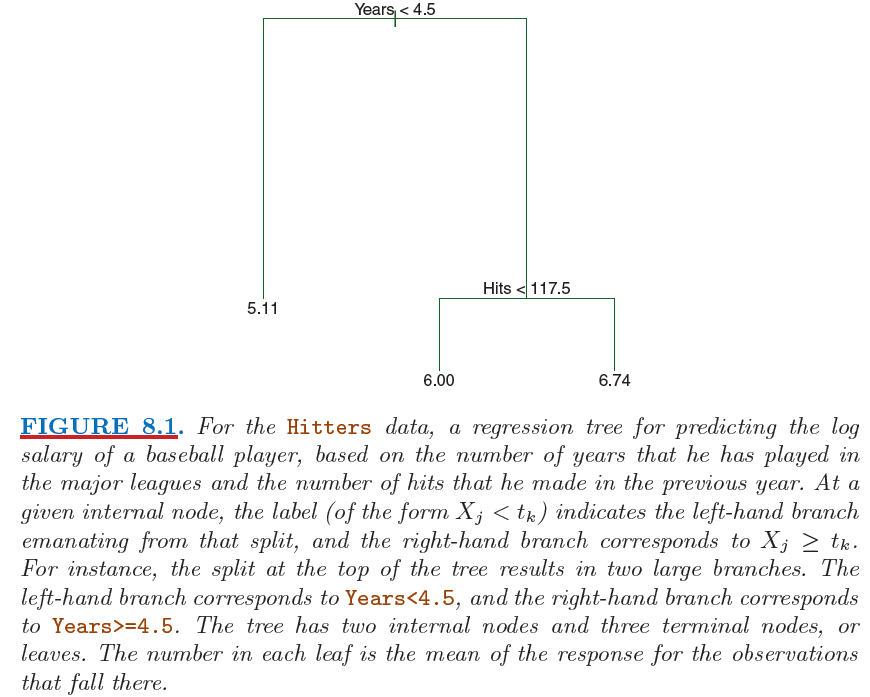 Years < 4.5
Hits < 117.5
5.11
6.00
6.74
FIGURE 8.1. For the Hitters data, a regression tree for predicting the log
salary of a baseball player, based on the number of years that he has played in
the major leagues and the number of hits that he made in the previous year. At a
given internal node, the label (of the form Xj < tk) indicates the left-hand branch
emanating from that split, and the right-hand branch corresponds to Xj ≥ tk.
For instance, the split at the top of the tree results in two large branches. The
left-hand branch corresponds to Years<4.5, and the right-hand branch corresponds
to Years>=4.5. The tree has two internal nodes and three terminal nodes, or
leaves. The number in each leaf is the mean of the response for the observations
that fall there.